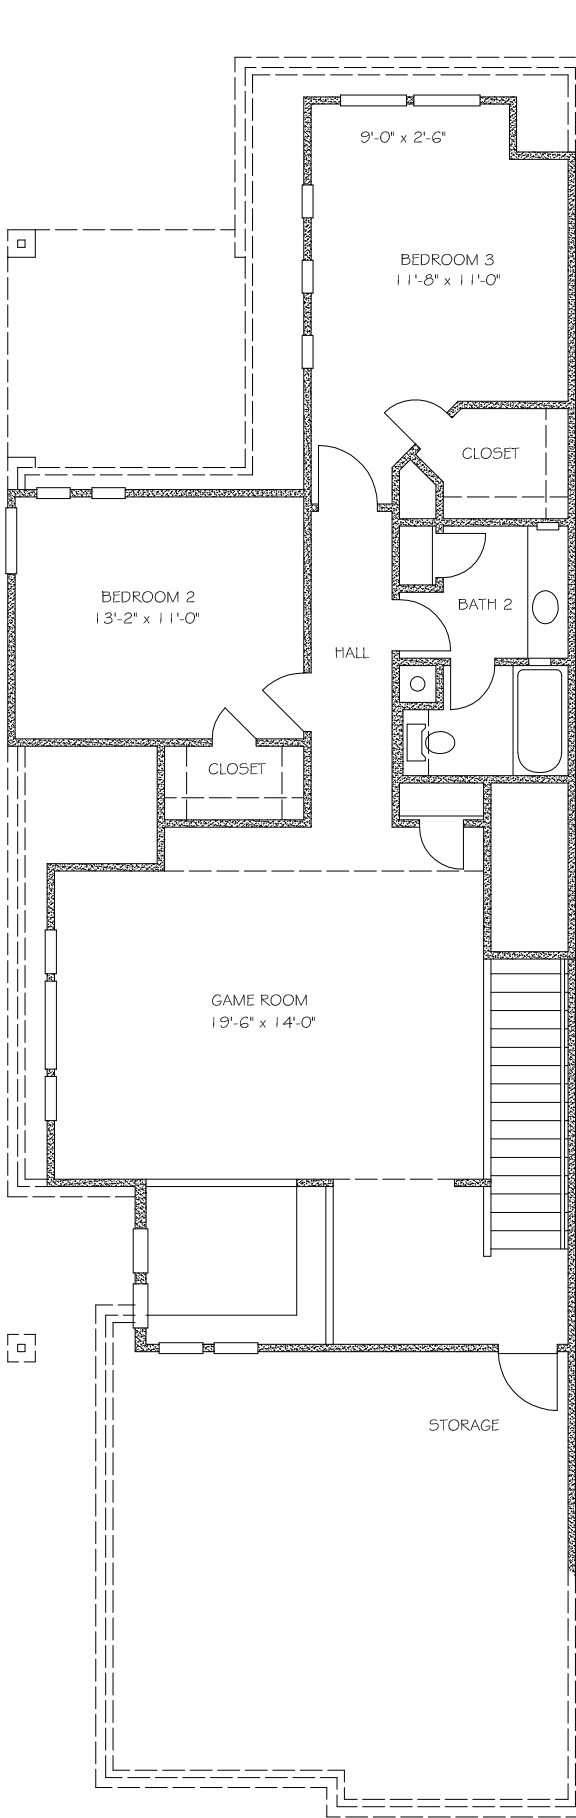 9'-0" x 2'-6"
BEDROOM 3
11'-8" x 11'-0"
CLOSET
BEDROOM 2
13'-2" x 11'-0"
BATH 2
HALL
CLOSET
GAME ROOM
19'-6" x 14'-0"
STORAGE